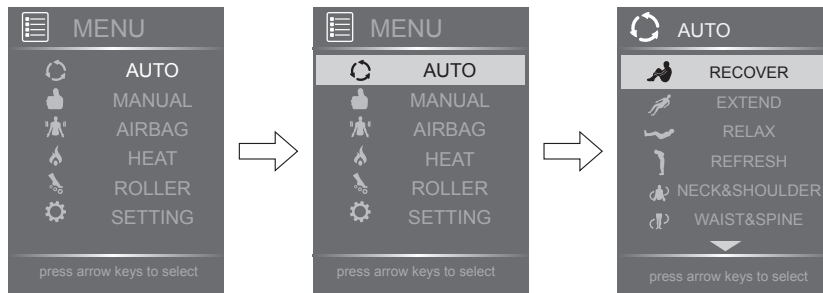 MENU
AUTO
MANUAL
AIRBAG
HEAT
ROLLER
SETTING
press arrow keys to select
MENU
AUTO
MANUAL
AIRBAG
HEAT
ROLLER
SETTING
press arrow keys to select
AUTO
RECOVER
EXTEND
RELAX
REFRESH
NECK&SHOULDER
WAIST&SPINE
press arrow keys to select